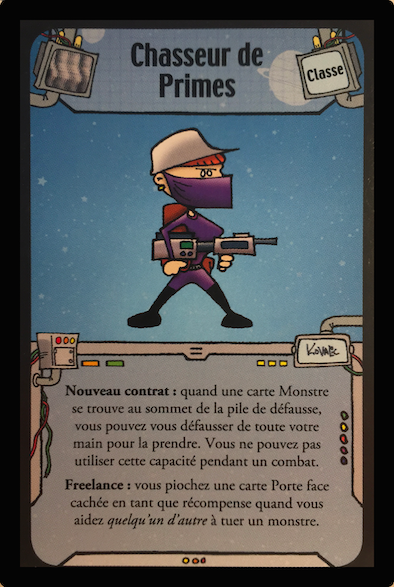 Chasseur de
Primes
Classe
KOVALIC
Nouveau contrat : quand une carte Monstre
se trouve au sommet de la pile de défausse,
vous pouvez vous défausser de toute votre
main pour la prendre. Vous ne pouvez pas
utiliser cette capacité pendant un combat.
Freelance : vous piochez une carte Porte face
cachée en tant que récompense quand vous
aidez quelqu'un d'autre à tuer un monstre.